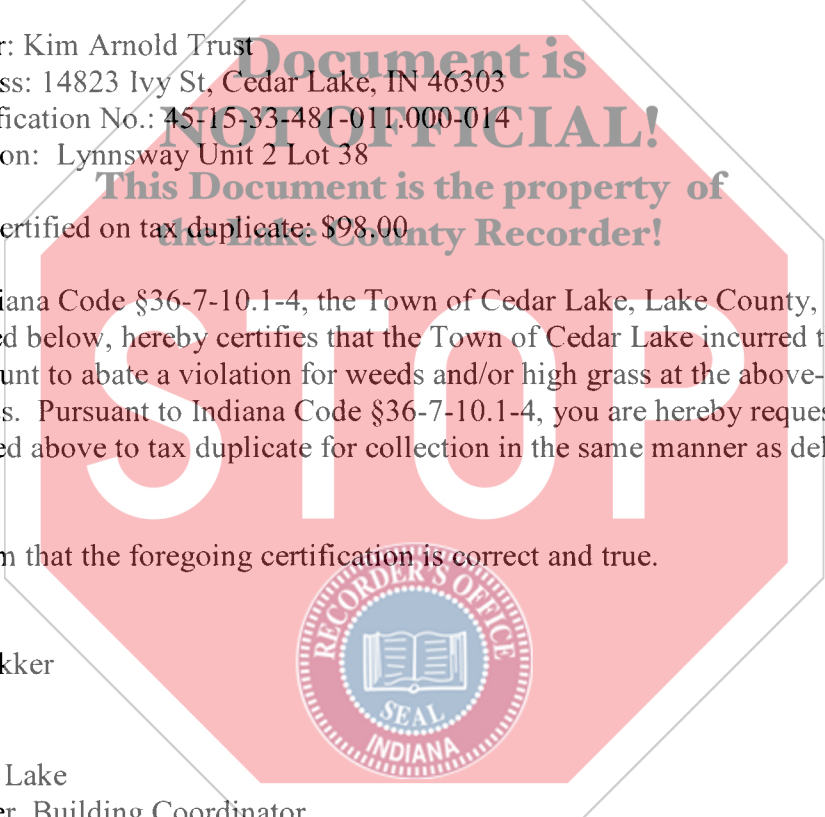 r: Kim Arnold Trust
Document is
ss: 14823 Ivy St, Cedar Lake, IN 46303
fication No.: 45-15-33-481-011.000-014
NOT OFFICIAL!
on: Lynnsway Unit 2 Lot 38
This Document is the property of
ertified on tax duplicate: $98.00
the Lake County Recorder!
iana Code §36-7-10.1-4, the Town of Cedar Lake, Lake County,
ed below, hereby certifies that the Town of Cedar Lake incurred t
unt to abate a violation for weeds and/or high grass at the above-
s. Pursuant to Indiana Code §36-7-10.1-4, you are hereby reques
ed above to tax duplicate for collection in the same manner as del
STOP
n that the foregoing certification is correct and true.
RECORDER'S OFFICE
SEAL
INDIANA
kker
Lake
er, Building Coordinator